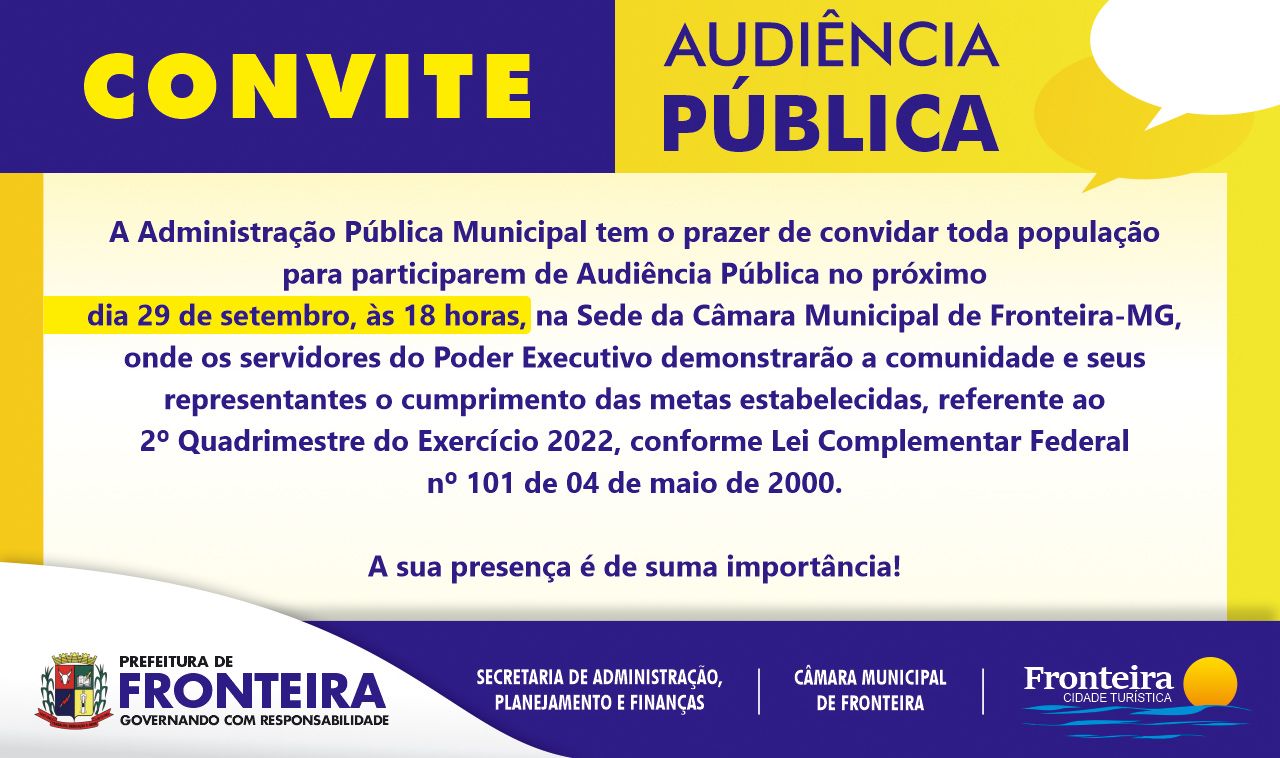 CONVITE
AUDIÊNCIA
PÚBLICA
A Administração Pública Municipal tem o prazer de convidar toda população
para participarem de Audiência Pública no próximo
dia 29 de setembro, às 18 horas, na Sede da Câmara Municipal de Fronteira-MG,
onde os servidores do Poder Executivo demonstrarão a comunidade e seus
representantes o cumprimento das metas estabelecidas, referente ao
2º Quadrimestre do Exercício 2022, conforme Lei Complementar Federal
nº 101 de 04 de maio de 2000.
A sua presença é de suma importância!
PREFEITURA DE
FRONTEIRA
GOVERNANDO COM RESPONSABILIDADE
SECRETARIA DE ADMINISTRAÇÃO,
PLANEJAMENTO E FINANÇAS
CÂMARA MUNICIPAL
DE FRONTEIRA
Fronteira
CIDADE TURÍSTICA